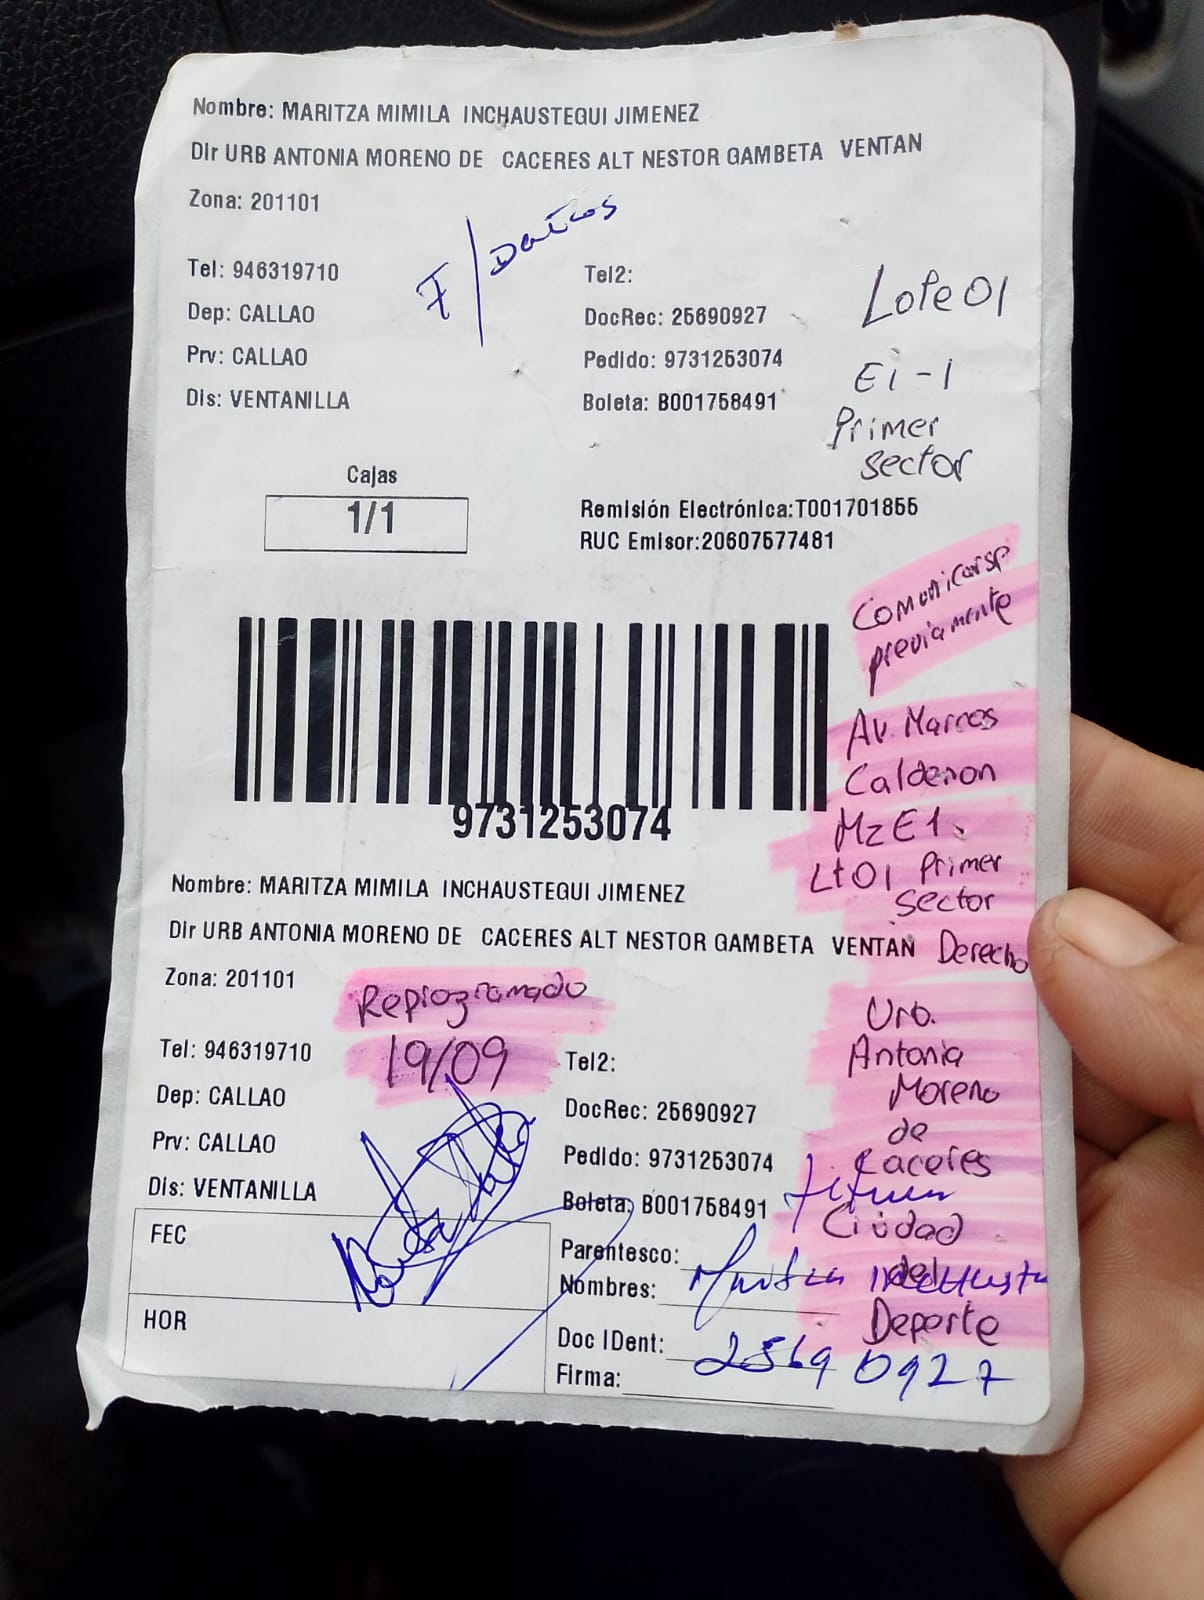 Nombre: MARITZA MIMILA INCHAUSTEGUI JIMENEZ
Dir URB ANTONIA MORENO DE CACERES ALT NESTOR GAMBETA VENTAN
Zona: 201101
F/Datos
Tel: 946319710
Tel2:
Dep: CALLAO
DocRec: 25690927
Prv: CALLAO
Pedido: 9731253074
Dis: VENTANILLA
Boleta: B001758491
Lote 01
Ei-1
Primer
sector
Cajas
1/1
Remisión Electrónica:T001701855
RUC Emisor:20607577481
Comunicarse
previamente
Av. Marcos
Calderon
Mz E1.
Lt 01 Primer
sector
Derecho
Urb.
Antonia
Moreno
de
Caceres
Ciudad
del
Deporte
9731253074
Nombre: MARITZA MIMILA INCHAUSTEGUI JIMENEZ
Dir URB ANTONIA MORENO DE CACERES ALT NESTOR GAMBETA VENTAN
Zona: 201101
Reprogramado
19/09
Tel: 946319710
Tel2:
Dep: CALLAO
DocRec: 25690927
Prv: CALLAO
Pedido: 9731253074
Dis: VENTANILLA
Boleta: B001758491
FEC
HOR
Parentesco:
Nombres: Maritza
Doc IDent: 25690927
Firma: